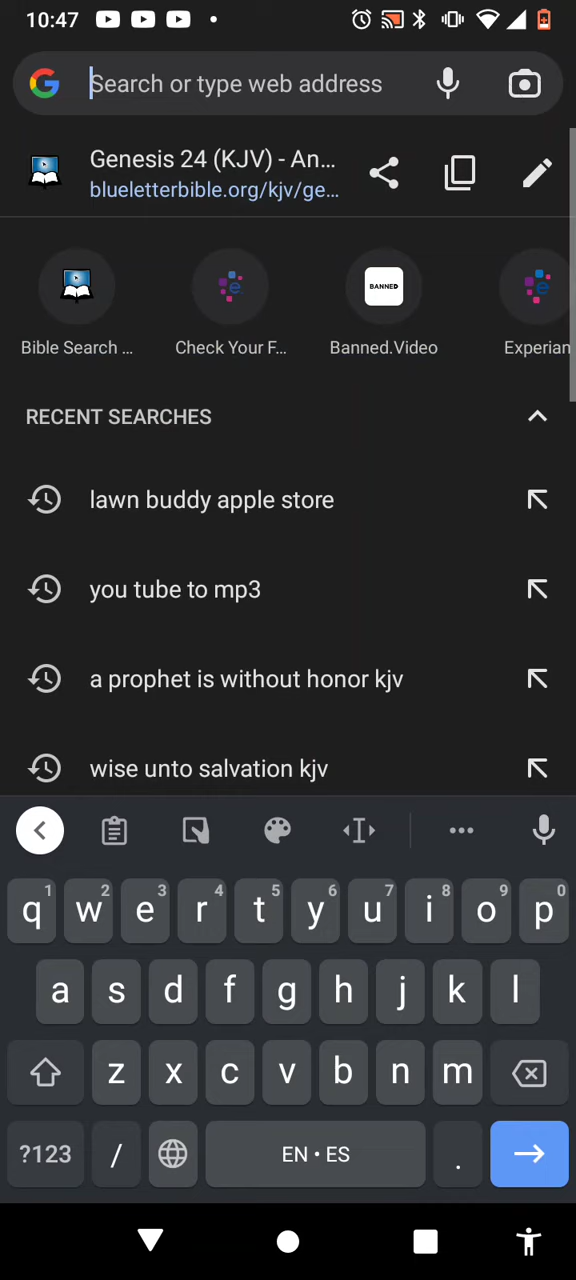 10:47
Search or type web address
Genesis 24 (KJV) - An...
blueletterbible.org/kjv/ge...
BANNED
Bible Search ... Check Your F... Banned.Video Experian
RECENT SEARCHES
lawn buddy apple store
you tube to mp3
a prophet is without honor kjv
wise unto salvation kjv
1 2 3 4 5 6 7 8 9 0
q w e r t y u i o p
a s d f g h j k l
z x c v b n m
?123 / EN • ES .